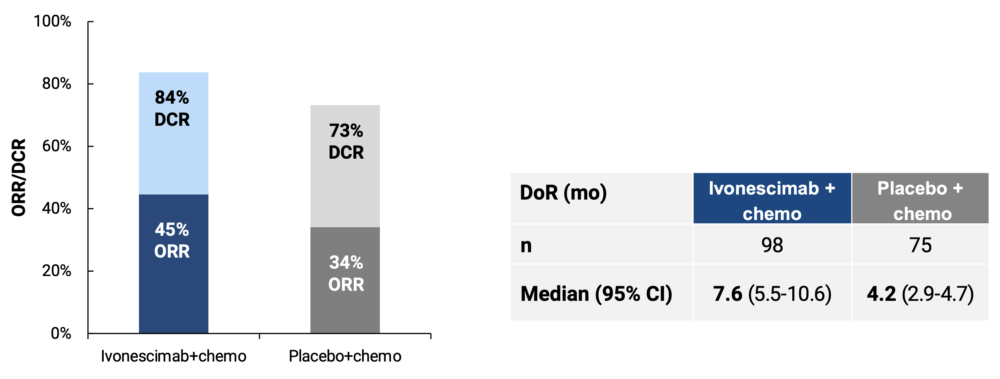 100%
80%
60%
40%
20%
0%
ORR/DCR
84%
DCR
45%
ORR
73%
DCR
34%
ORR
Ivonescimab+chemo
Placebo+chemo
DoR (mo)
Ivonescimab +
chemo
Placebo +
chemo
n
98
75
Median (95% CI)
7.6 (5.5-10.6)
4.2 (2.9-4.7)